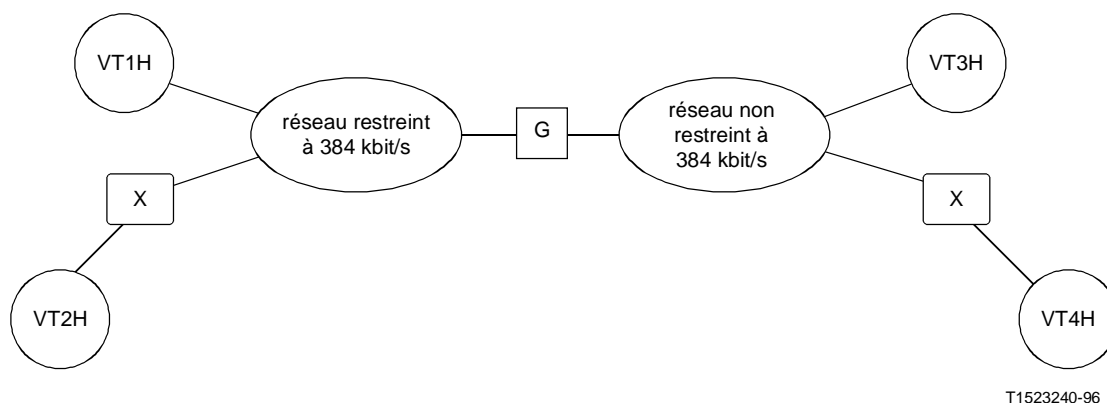 VT1H
VT3H
réseau restreint
à 384 kbit/s
G
réseau non
restreint à
384 kbit/s
X
X
VT2H
VT4H
T1523240-96